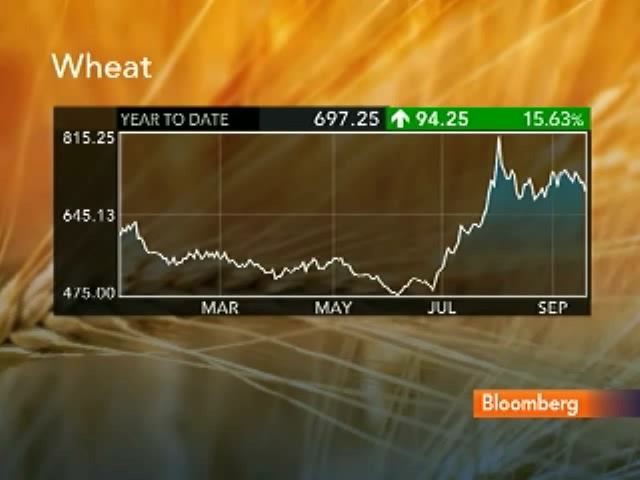 Wheat
YEAR TO DATE 697.25 94.25 15.63%
815.25
645.13
475.00
MAR MAY JUL SEP
Bloomberg